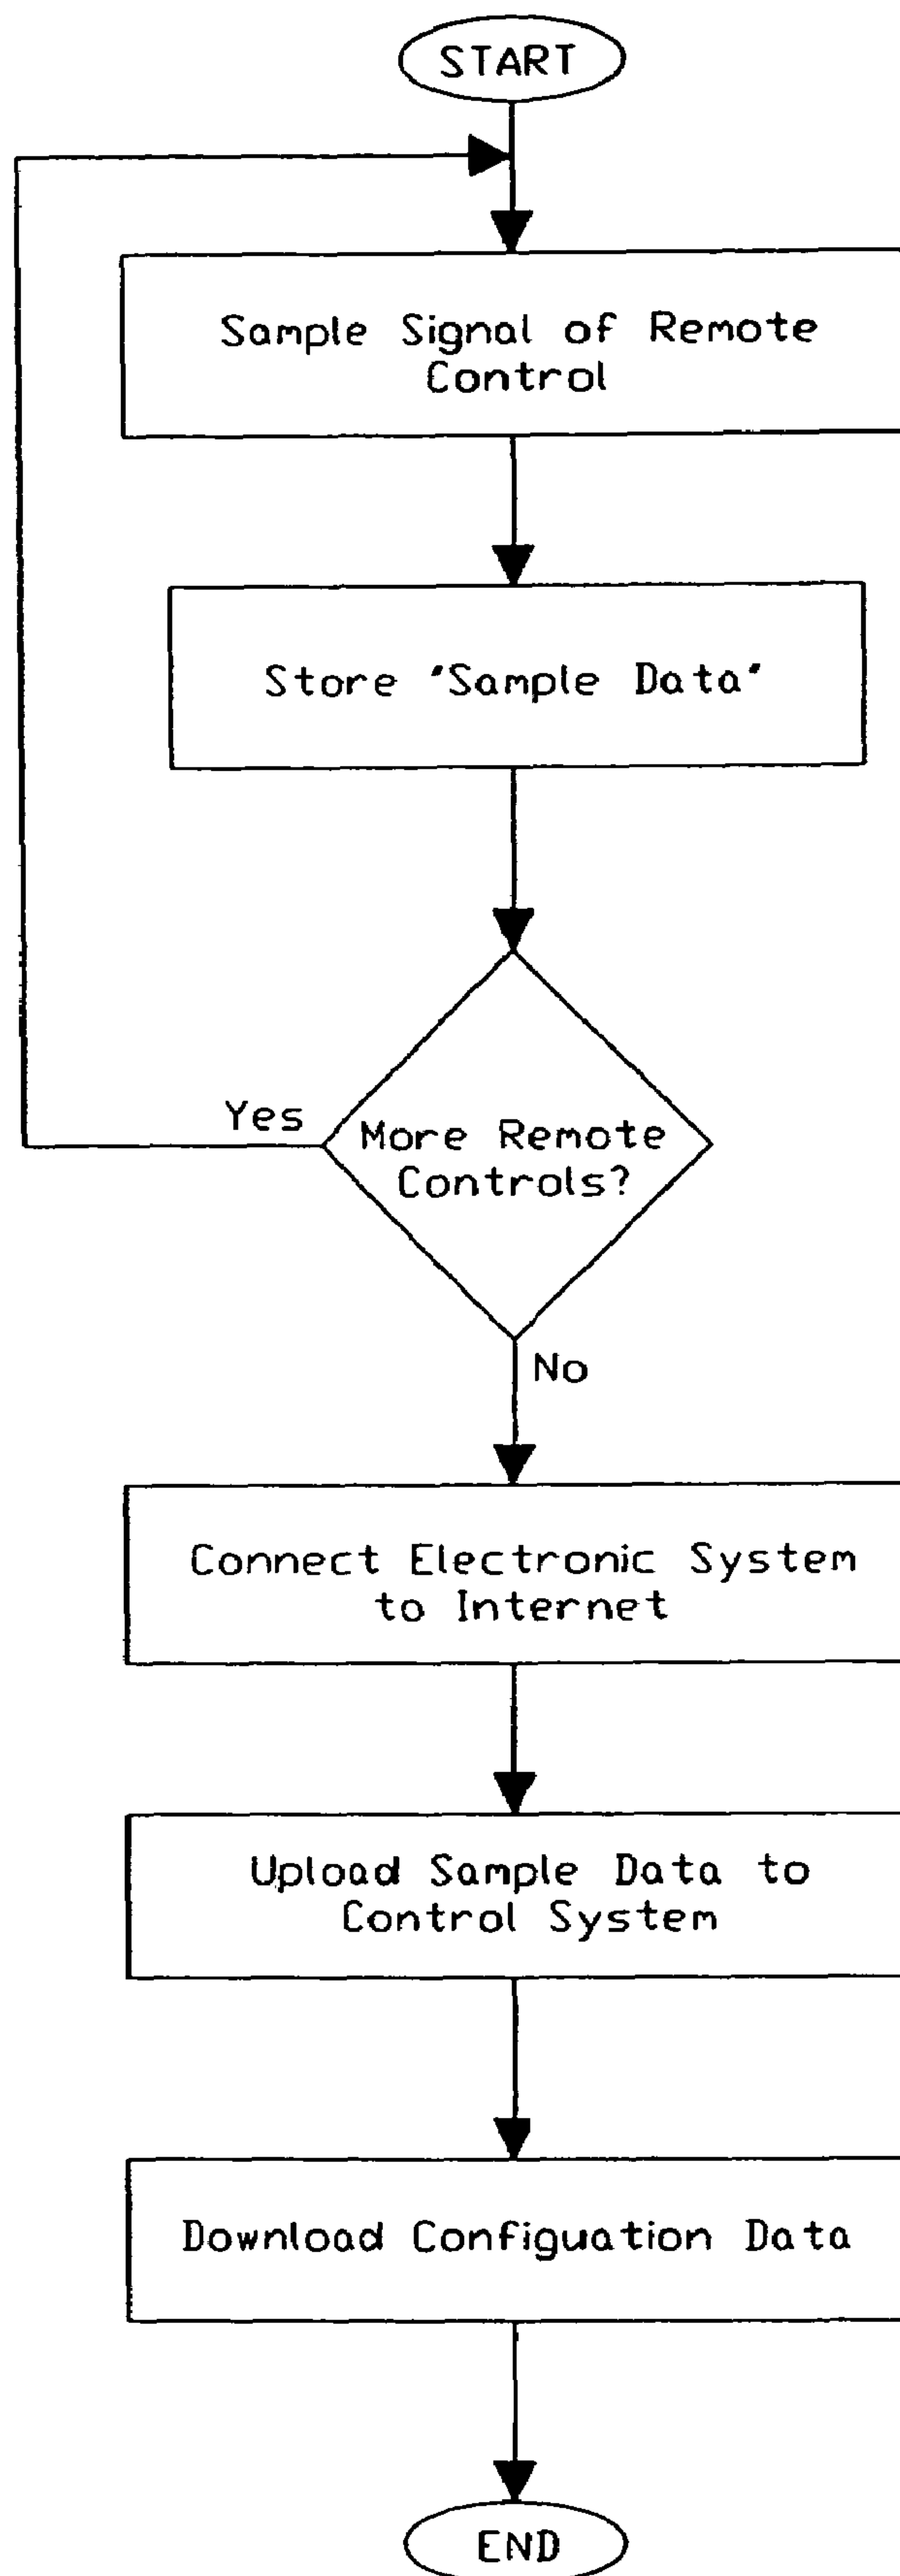 START
Sample Signal of Remote
Control
Store "Sample Data"
Yes
More Remote
Controls?
No
Connect Electronic System
to Internet
Upload Sample Data to
Control System
Download Configuation Data
END